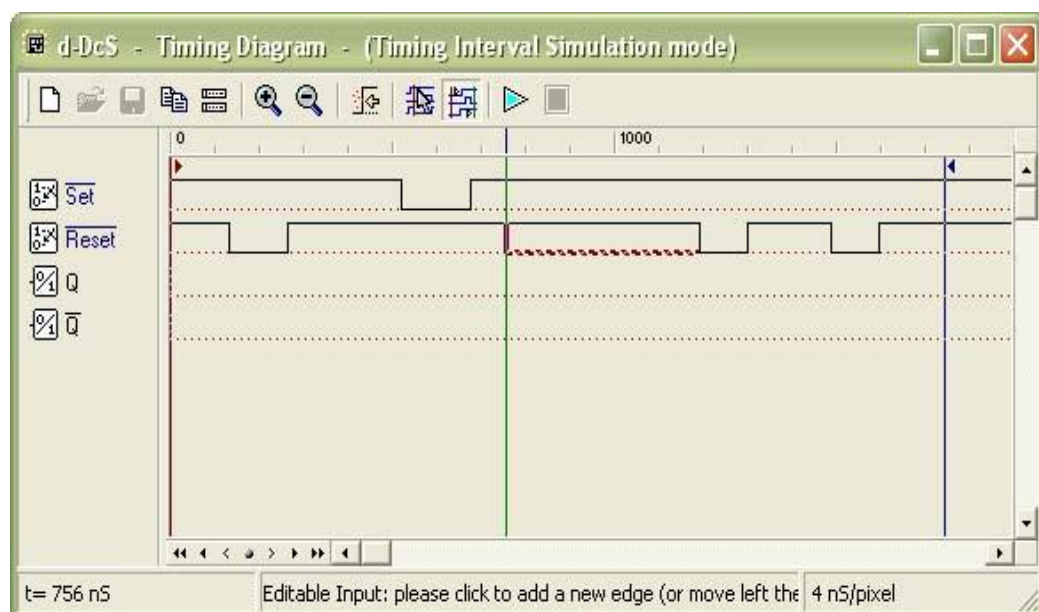 d-DcS - Timing Diagram - (Timing Interval Simulation mode)
0 1000
Set
Reset
Q
Q
t= 756 nS Editable Input: please click to add a new edge (or move left the 4 nS/pixel